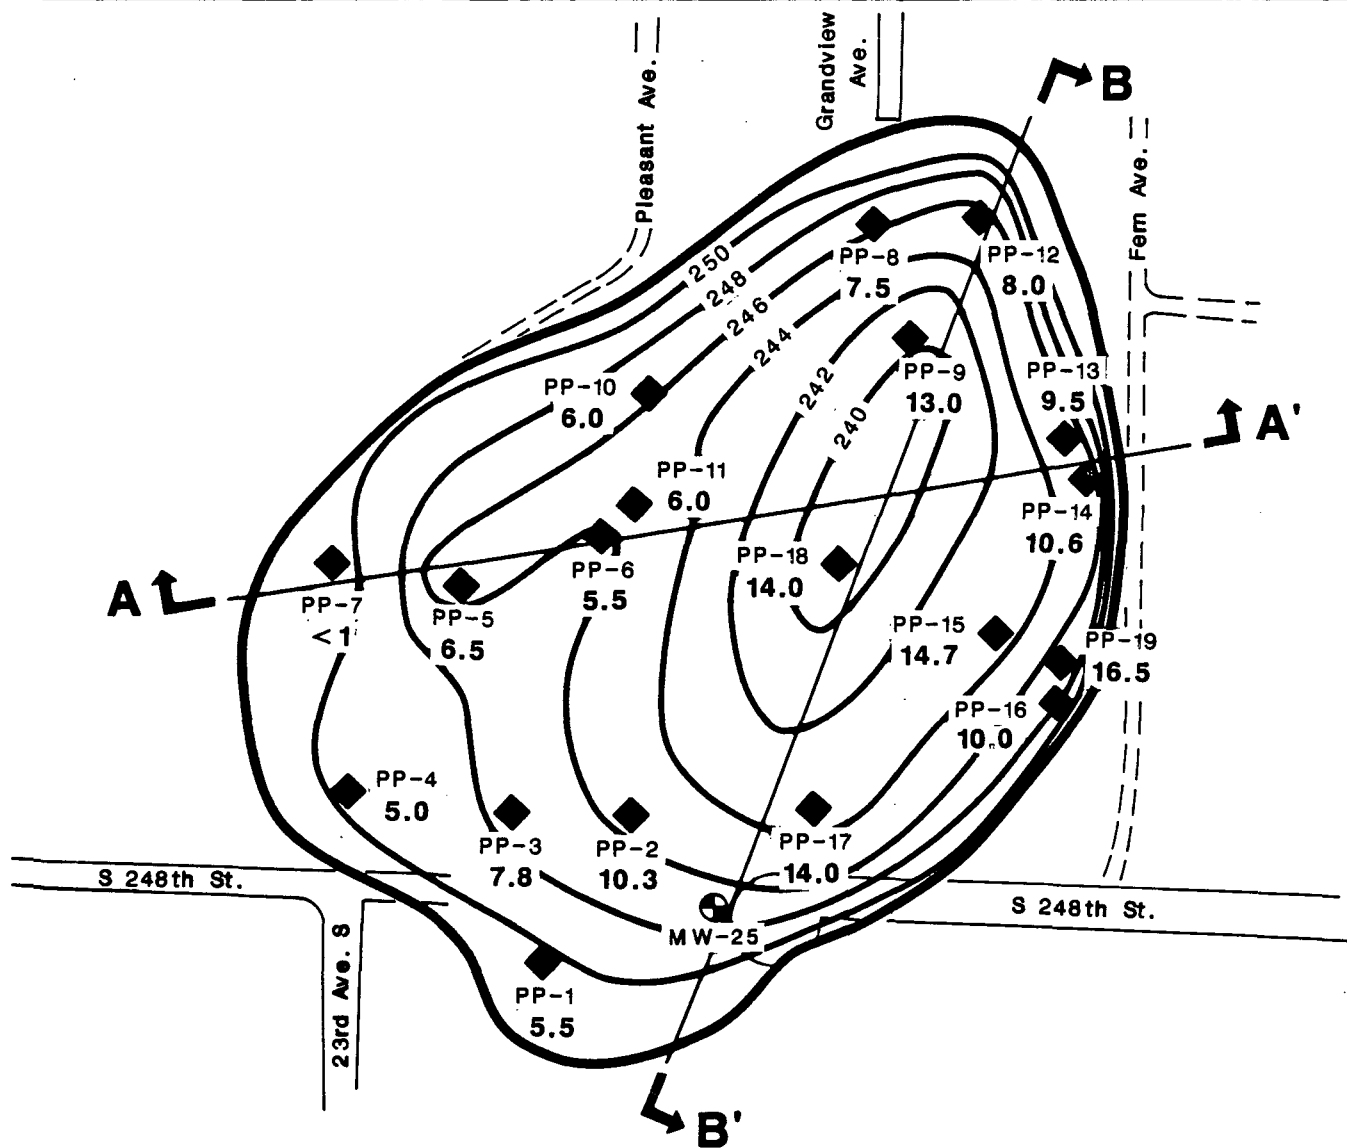 Grandview
Ave.
Pleasant Ave.
B
Fern Ave.
250
248
246
244
242
240
PP-8
7.5
PP-12
8.0
PP-10
6.0
PP-9
13.0
PP-13
9.5
A'
PP-11
6.0
PP-14
10.6
PP-6
5.5
PP-18
14.0
A
PP-7
<1
PP-5
6.5
PP-15
14.7
PP-19
16.5
PP-16
10.0
PP-4
5.0
PP-3
7.8
PP-2
10.3
PP-17
14.0
S 248th St.
S 248th St.
MW-25
23rd Ave. S
PP-1
5.5
B'